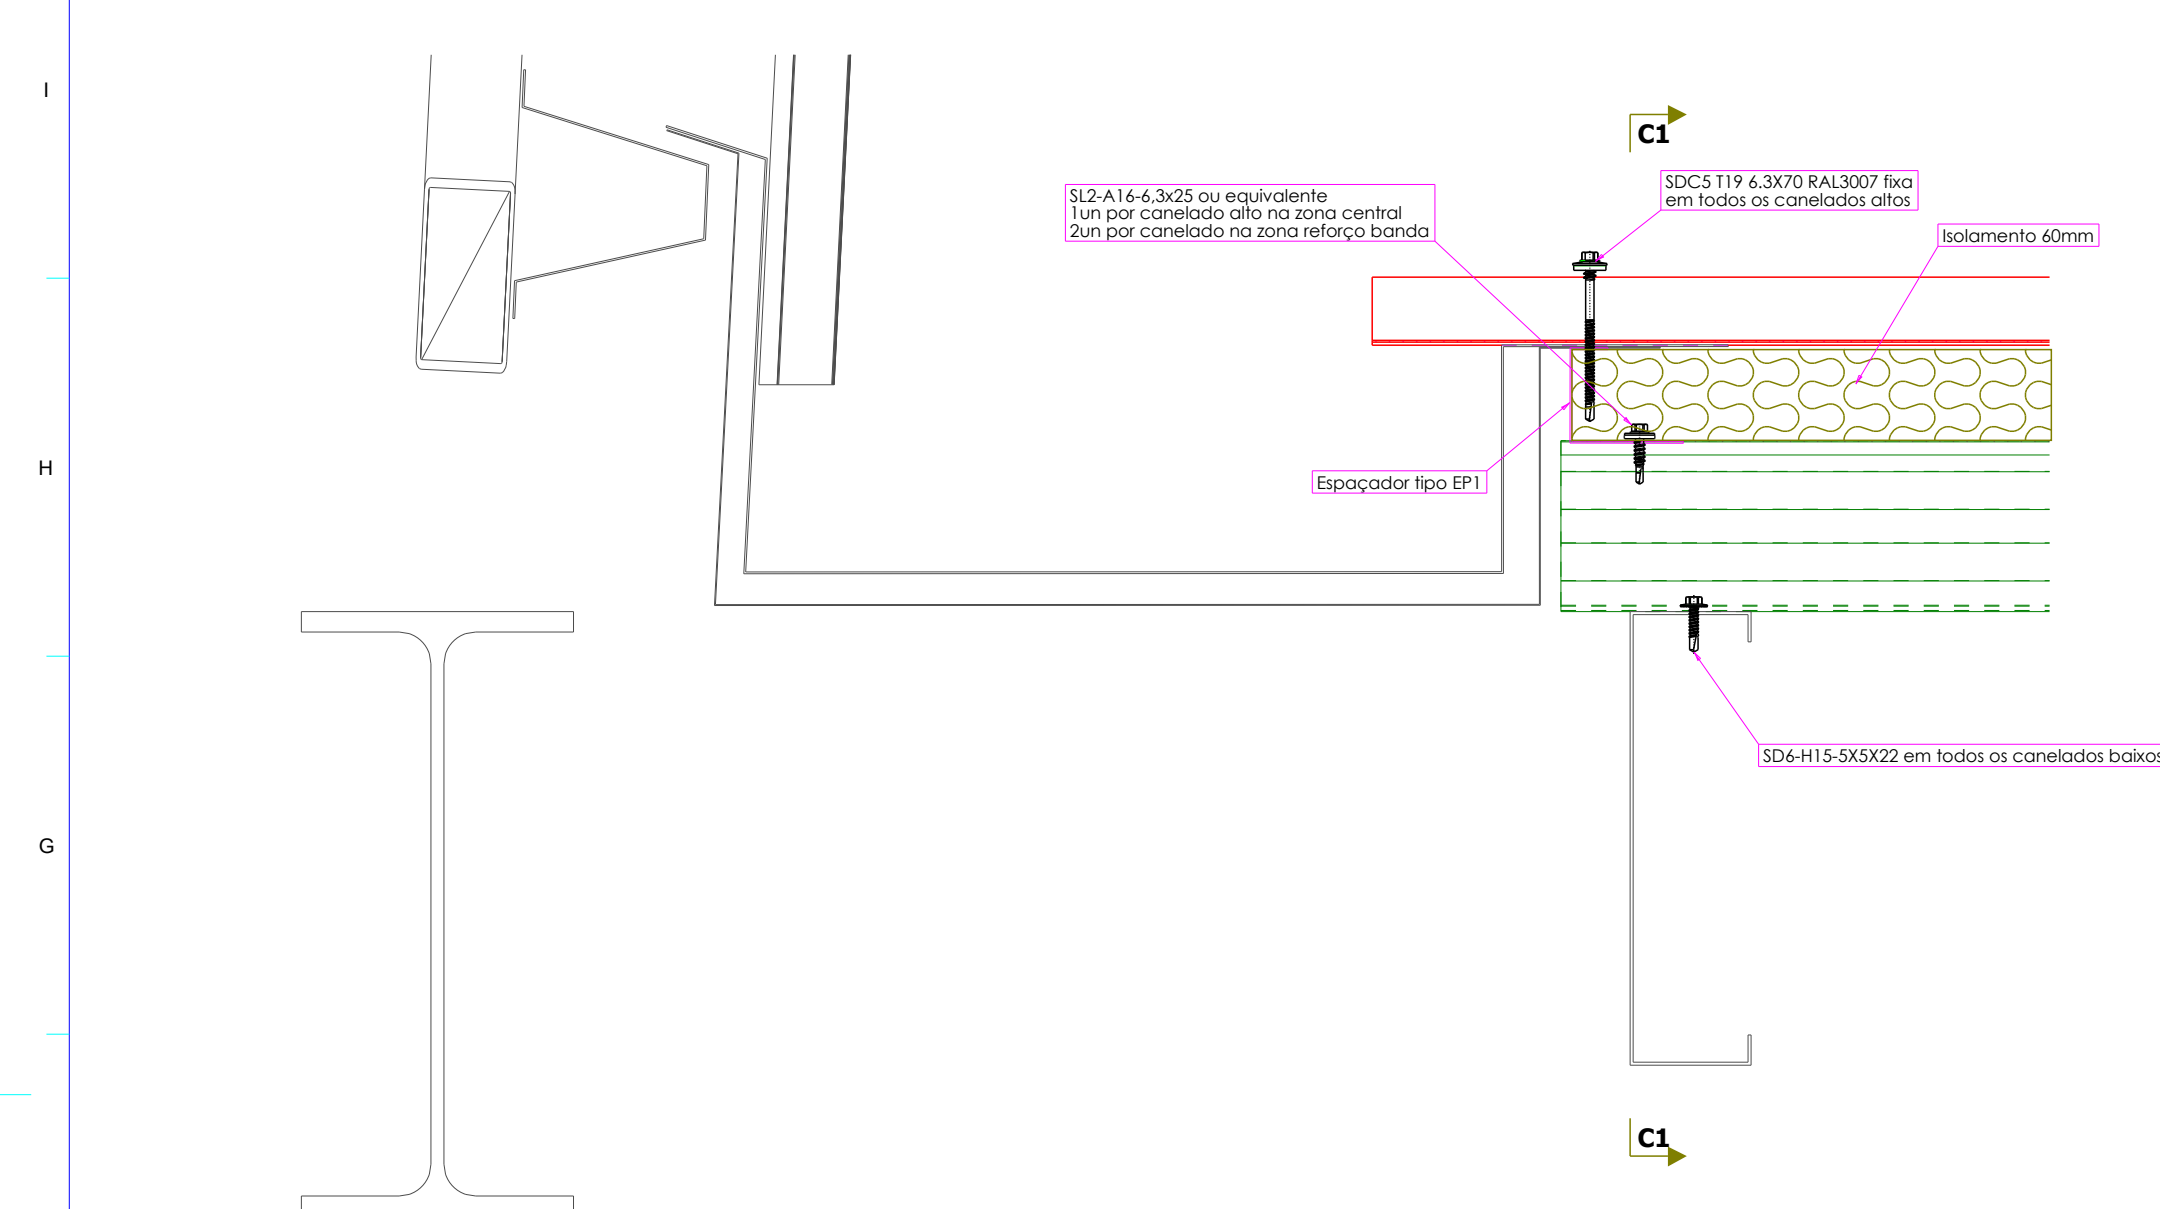 I
C1
SDC5 T19 6.3X70 RAL3007 fixa
em todos os canelados altos
SL2-A16-6,3x25 ou equivalente
1un por canelado alto na zona central
2un por canelado na zona reforço banda
Isolamento 60mm
H
Espaçador tipo EP1
SD6-H15-5X5X22 em todos os canelados baixos
G
C1